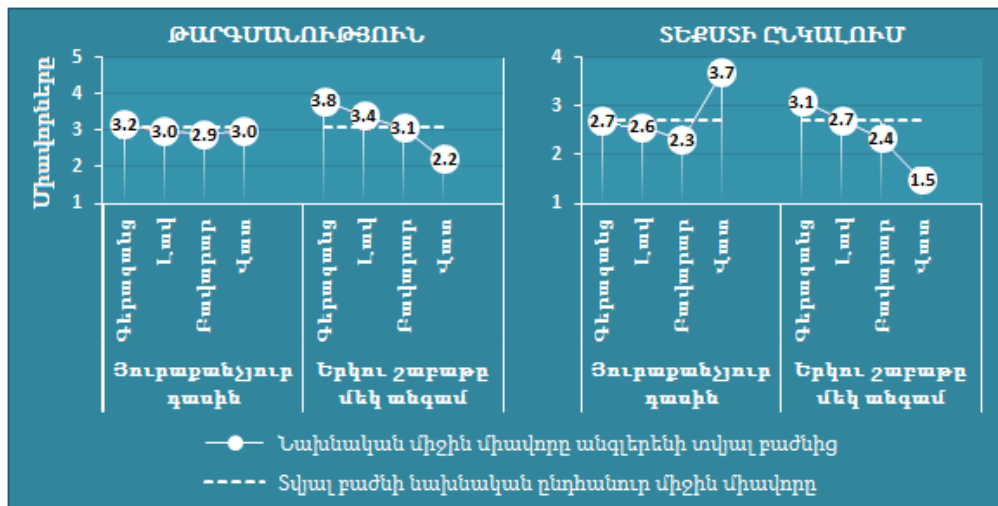 ԹԱՐԳՄԱՆՈՒԹՅՈՒՆ
Միավորները
5
4
3
2
1
3.2
3.0
2.9
3.0
3.8
3.4
3.1
2.2
Գերազանց
Լավ
Բավարար
Վատ
Գերազանց
Լավ
Բավարար
Վատ
Յուրաքանչյուր
դասին
Երկու շաբաթը
մեկ անգամ
ՏԵՔՍՏԻ ԸՆԿԱԼՈՒՄ
4
3
2
1
2.7
2.6
2.3
3.7
3.1
2.7
2.4
1.5
Գերազանց
Լավ
Բավարար
Վատ
Գերազանց
Լավ
Բավարար
Վատ
Յուրաքանչյուր
դասին
Երկու շաբաթը
մեկ անգամ
Նախնական միջին միավորը անգլերենի տվյալ բաժնից
Տվյալ բաժնի նախնական ընդհանուր միջին միավորը